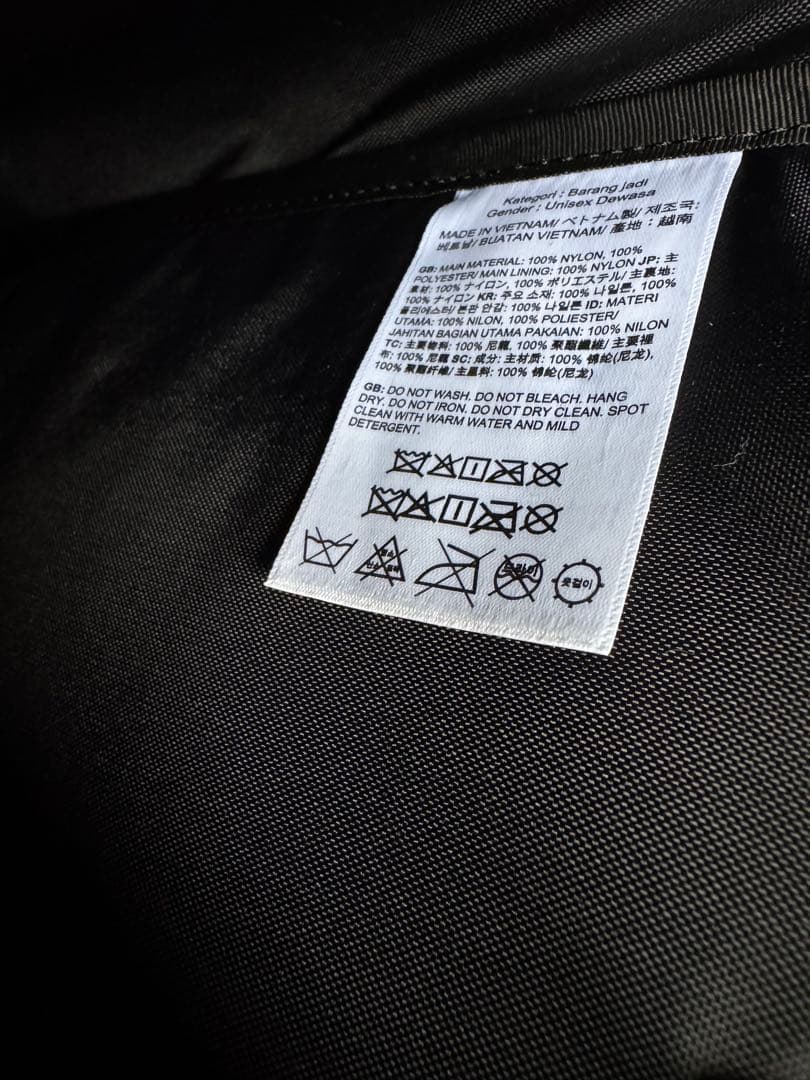 Kategori : Barang jadi
Gender : Unisex Dewasa
MADE IN VIETNAM/ ベトナム製/ 제조국:
베트남/ BUATAN VIETNAM/ 產地：越南
GB: MAIN MATERIAL: 100% NYLON, 100%
POLYESTER/ MAIN LINING: 100% NYLON JP: 主
素材: 100% ナイロン, 100% ポリエステル/ 主裏地:
100% ナイロン KR: 주요 소재: 100% 나일론, 100%
폴리에스터/ 본판 안감: 100% 나일론 ID: MATERI
UTAMA: 100% NILON, 100% POLIESTER/
JAHITAN BAGIAN UTAMA PAKAIAN: 100% NILON
TC: 主要物料: 100% 尼龍, 100% 聚酯纖維/ 主要裡
布: 100% 尼龍 SC: 成分: 主材质: 100% 锦纶(尼龙),
100% 聚酯纤维/ 主里料: 100% 锦纶(尼龙)
GB: DO NOT WASH. DO NOT BLEACH. HANG
DRY. DO NOT IRON. DO NOT DRY CLEAN. SPOT
CLEAN WITH WARM WATER AND MILD
DETERGENT.
드라이
옷걸이